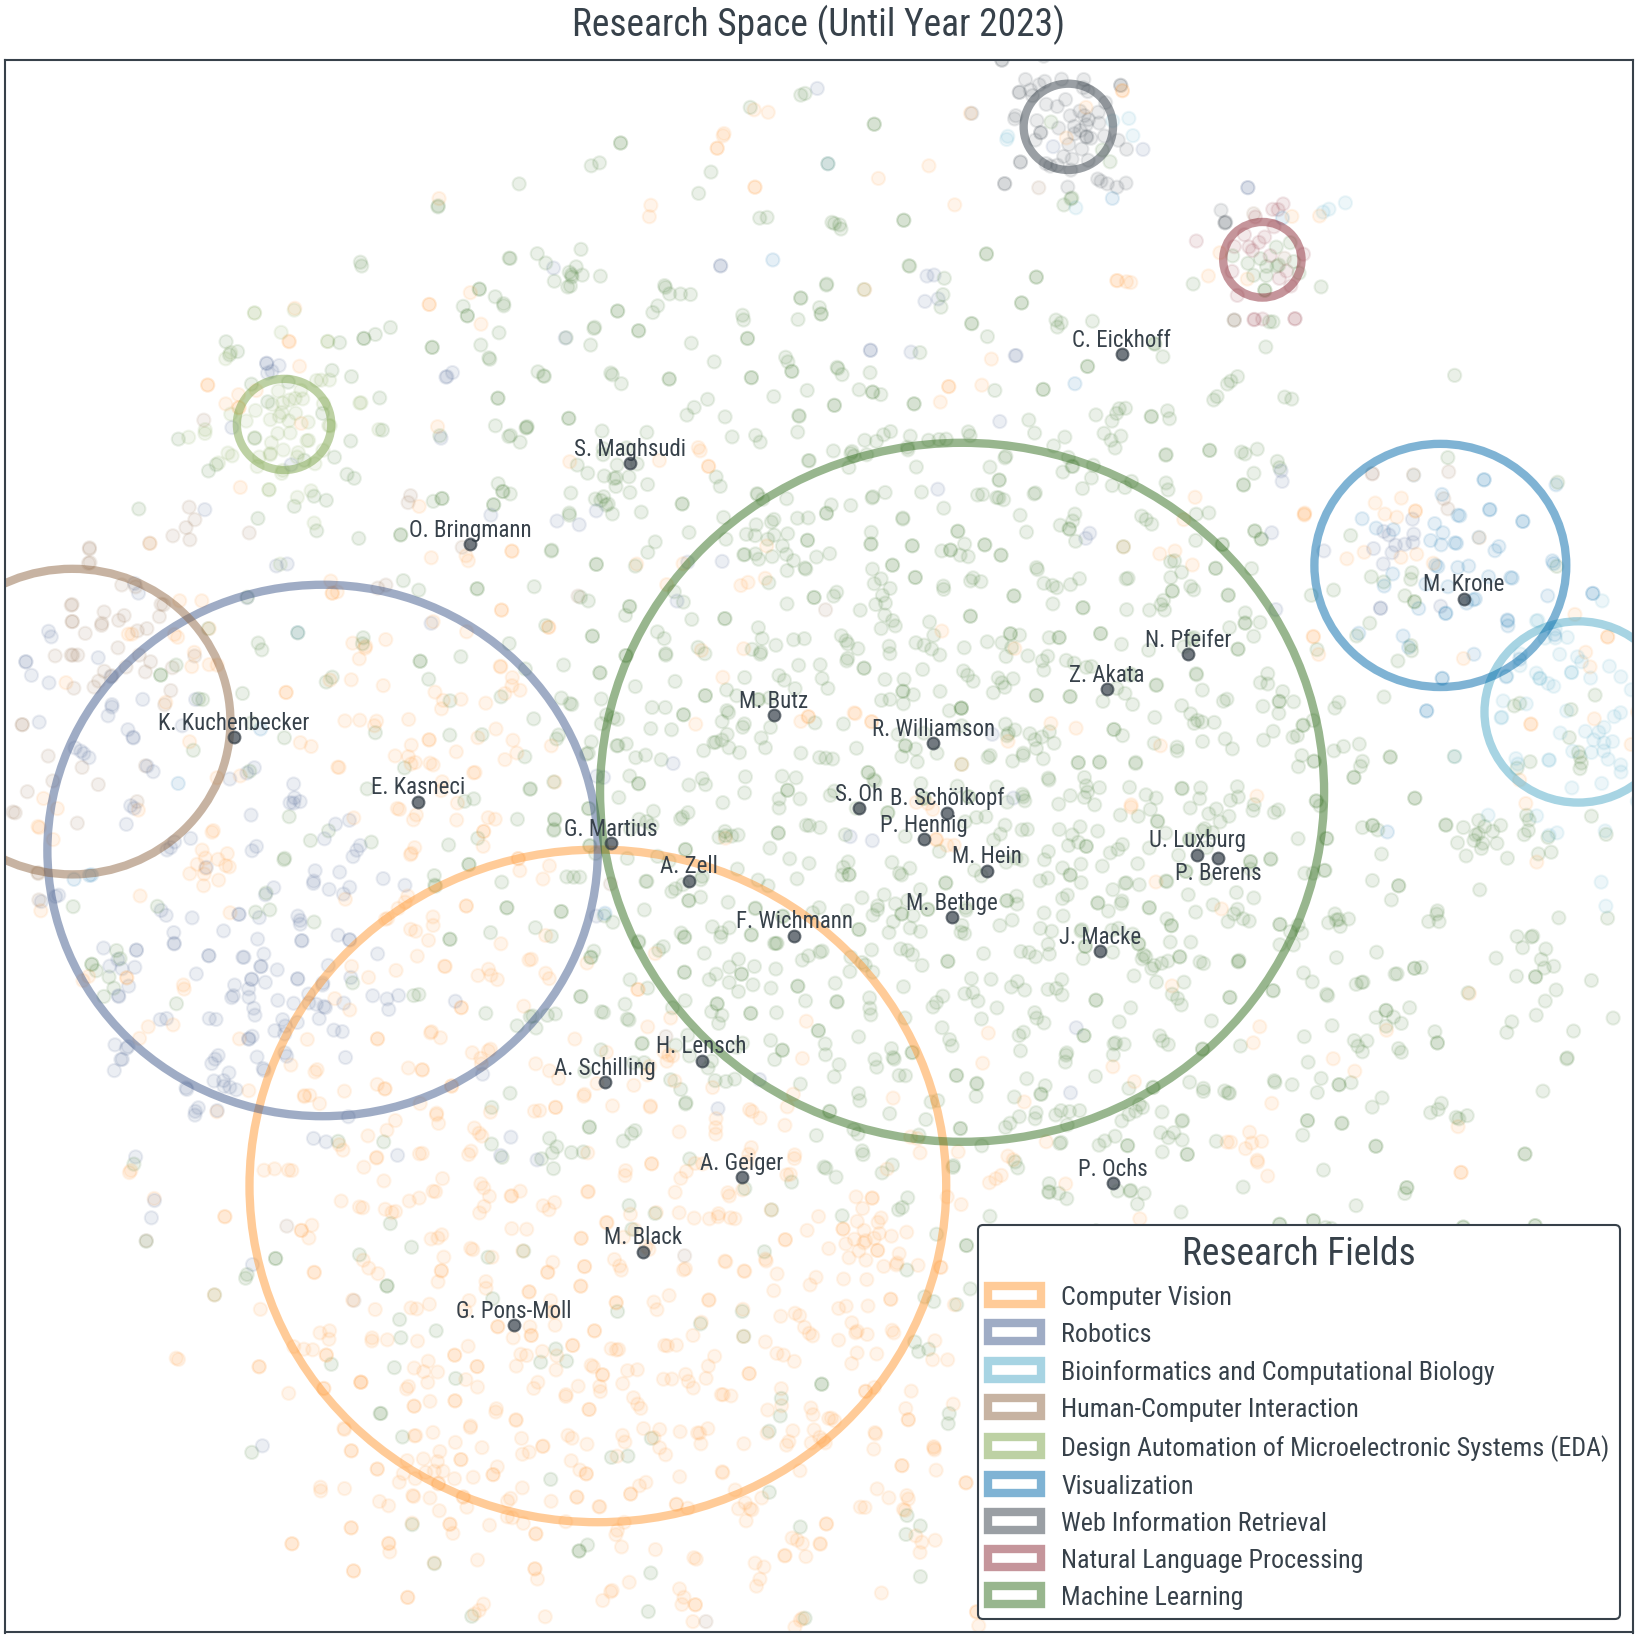 Research Space (Until Year 2023)
C. Eickhoff
S. Maghsudi
O. Bringmann
M. Krone
N. Pfeifer
Z. Akata
M. Butz
K. Kuchenbecker
R. Williamson
E. Kasneci
S. Oh
B. Schölkopf
P. Hennig
G. Martius
U. Luxburg
M. Hein
A. Zell
P. Berens
M. Bethge
F. Wichmann
J. Macke
H. Lensch
A. Schilling
A. Geiger
P. Ochs
M. Black
G. Pons-Moll
Research Fields
Computer Vision
Robotics
Bioinformatics and Computational Biology
Human-Computer Interaction
Design Automation of Microelectronic Systems (EDA)
Visualization
Web Information Retrieval
Natural Language Processing
Machine Learning